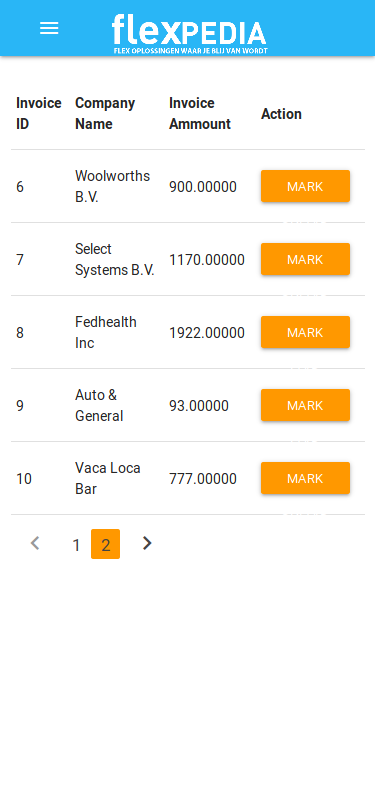 flexPEDIA
FLEX OPLOSSINGEN WAAR JE BLIJ VAN WORDT
Invoice ID Company Name Invoice Ammount Action
6 Woolworths B.V. 900.00000 MARK
7 Select Systems B.V. 1170.00000 MARK
8 Fedhealth Inc 1922.00000 MARK
9 Auto & General 93.00000 MARK
10 Vaca Loca Bar 777.00000 MARK
1 2